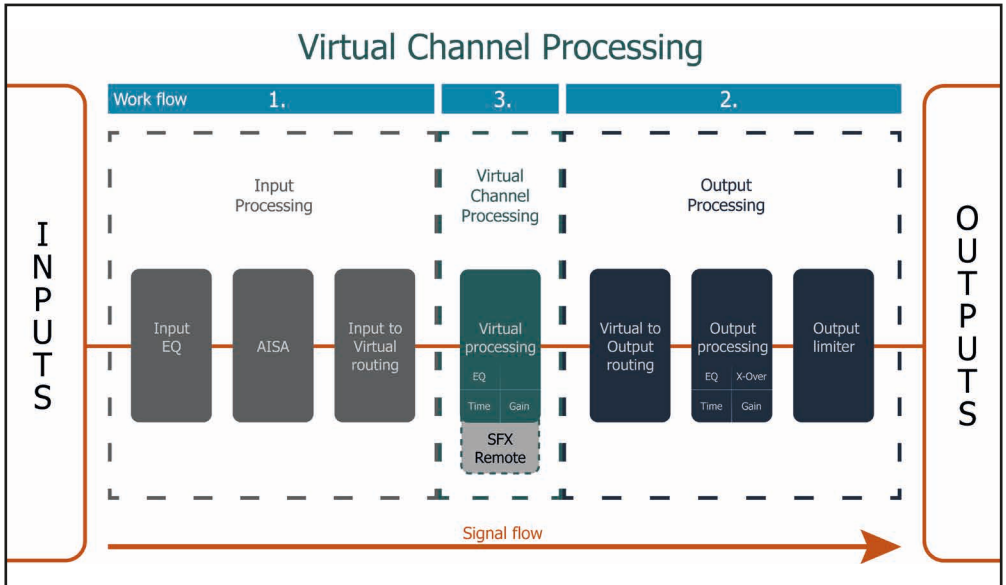 Virtual Channel Processing
Work flow 1. 3. 2.
INPUTS
Input
Processing
Virtual
Channel
Processing
Output
Processing
Input
EQ
AISA
Input to
Virtual
routing
Virtual
processing
EQ
Time Gain
SFX
Remote
Virtual to
Output
routing
Output
processing
EQ X-Over
Time Gain
Output
limiter
OUTPUTS
Signal flow